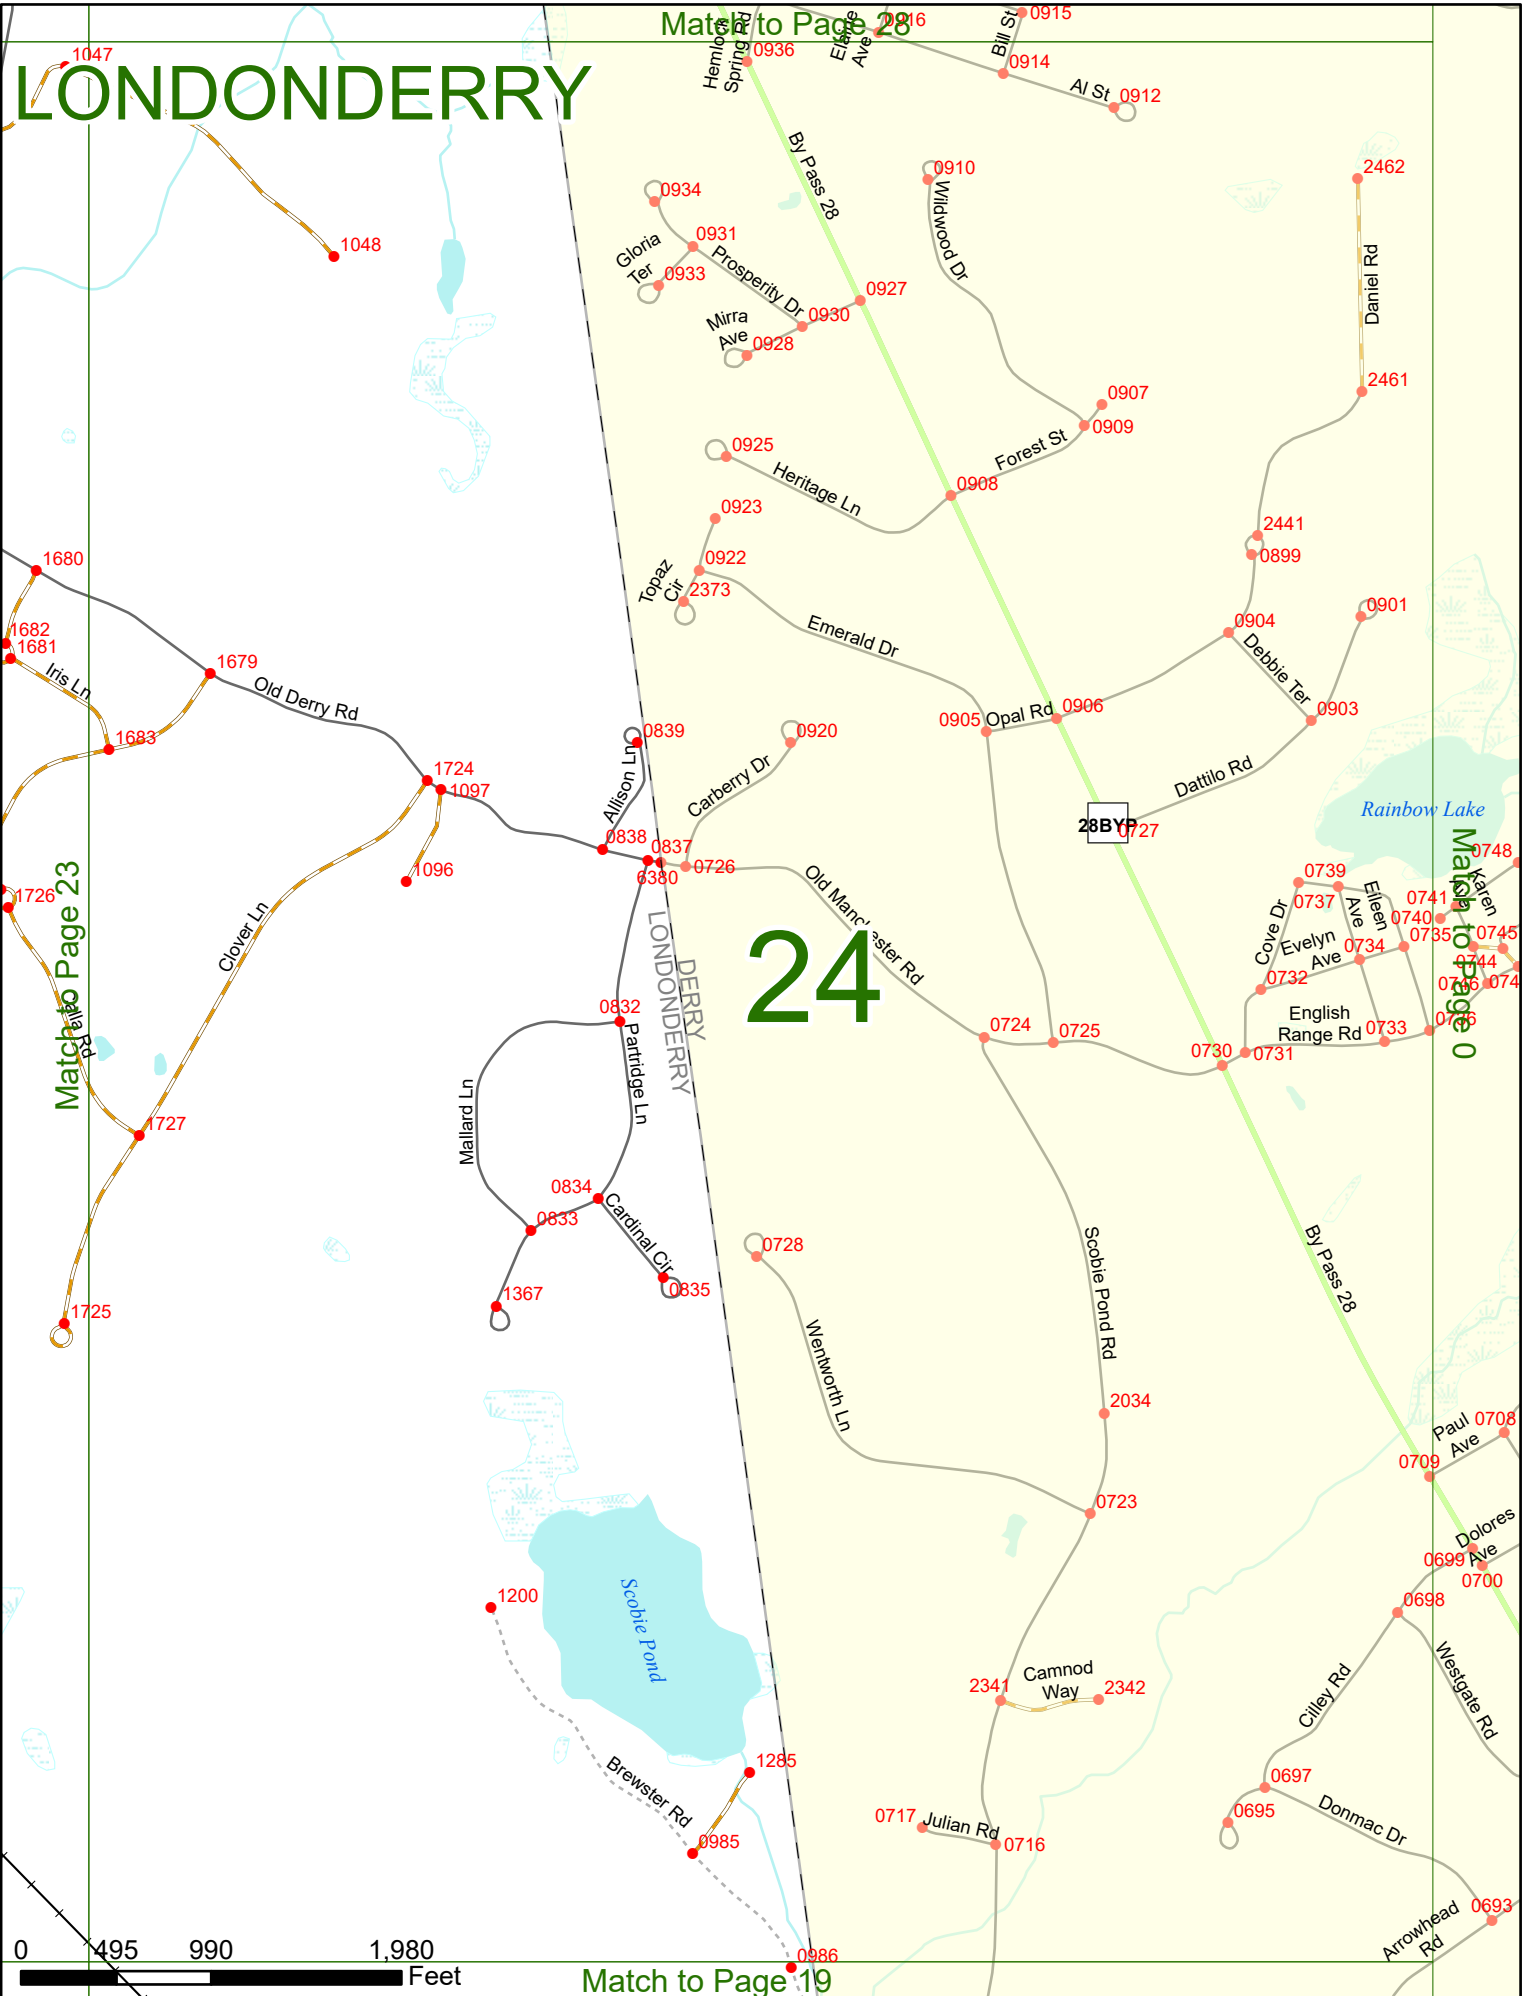 Match to Page 28
LONDONDERRY
1047
Hemlock
Spring Rd
0936
Elaine
Ave
0916
Bill St
0915
0914
Al St
0912
By Pass 28
1048
0934
0931
Gloria
Ter
0933
Prosperity Dr
0930
0927
Mirra
Ave
0928
0910
Wildwood Dr
2462
Daniel Rd
2461
0907
0909
Forest St
0908
0925
Heritage Ln
0923
0922
Topaz
Cir
2373
Emerald Dr
2441
0899
0904
0901
Debbie Ter
0903
0905
Opal Rd
0906
Dattilo Rd
28BYP
0727
Rainbow Lake
1680
1682
1681
Iris Ln
1679
Old Derry Rd
1683
1724
1097
1096
0839
Allison Ln
0838
0837
6380
0726
0920
Carberry Dr
Old Manchester Rd
Match to Page 23
1726
Clover Ln
1727
1725
LONDONDERRY
DERRY
24
0748
0739
0737
Eileen
Ave
0741
0740
Karen
Ave
Match to Page 0
Cove Dr
Evelyn
Ave
0734
0735
0745
0744
0746
0732
English
Range Rd
0733
0736
0730
0731
0724
0725
0832
Partridge Ln
Mallard Ln
0834
0833
Cardinal Cir
0835
1367
0728
Wentworth Ln
Scobie Pond Rd
By Pass 28
2034
0723
Paul
Ave
0708
0709
Dolores
Ave
0699
0700
0698
Westgate Rd
Cilley Rd
1200
Scobie Pond
2341
Camnod
Way
2342
1285
Brewster Rd
0985
0717
Julian Rd
0716
0697
0695
Donmac Dr
0693
Arrowhead
Rd
0986
0
495
990
1,980
Feet
Match to Page 19